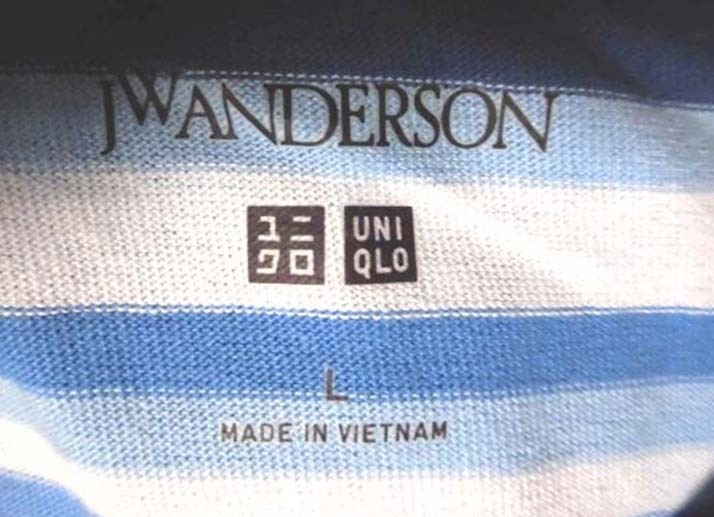 JWANDERSON
ユニ
クロ
UNI
QLO
L
MADE IN VIETNAM